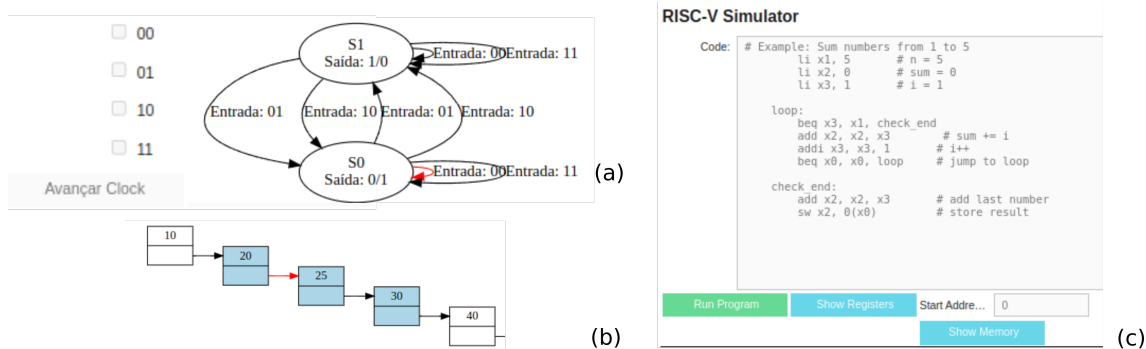 00
01
10
11
Avançar Clock
S1
Saída: 1/0
Entrada: 00
Entrada: 11
Entrada: 01
Entrada: 10
Entrada: 01
Entrada: 10
S0
Saída: 0/1
Entrada: 00
Entrada: 11
(a)
10
20
25
30
40
(b)
RISC-V Simulator
Code:
# Example: Sum numbers from 1 to 5
li x1, 5 # n = 5
li x2, 0 # sum = 0
li x3, 1 # i = 1
loop:
beq x3, x1, check_end
add x2, x2, x3 # sum += i
addi x3, x3, 1 # i++
beq x0, x0, loop # jump to loop
check_end:
add x2, x2, x3 # add last number
sw x2, 0(x0) # store result
Run Program
Show Registers
Start Addre...
0
Show Memory
(c)